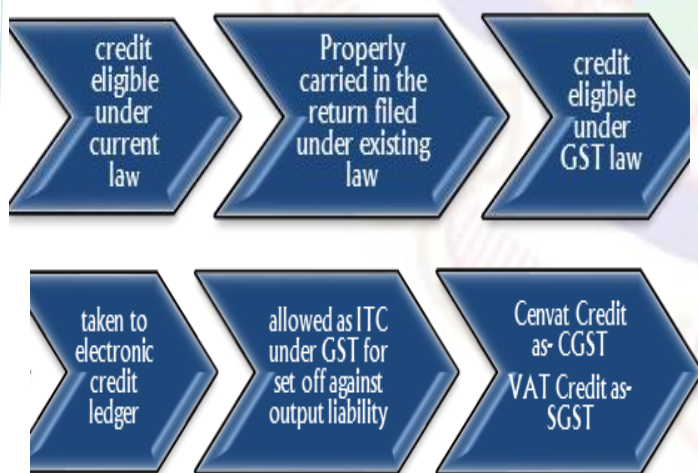 credit
eligible
under
current
law
Properly
carried in the
return filed
under existing
law
credit
eligible
under
GST law
taken to
electronic
credit
ledger
allowed as ITC
under GST for
set off against
output liability
Cenvat Credit
as- CGST
VAT Credit as-
SGST